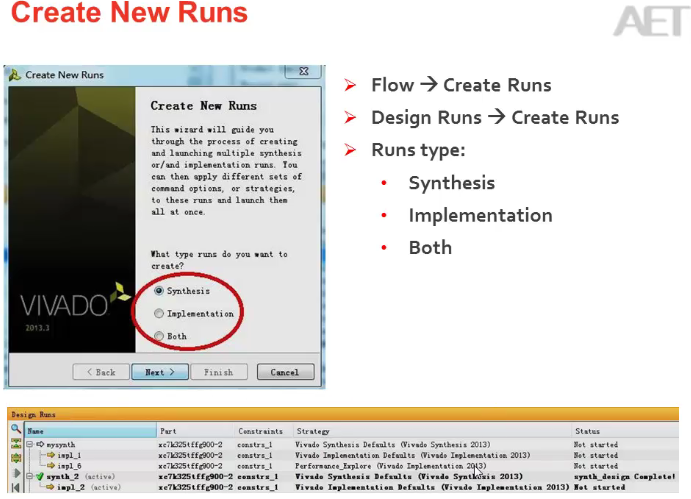 Create New Runs
AET
Create New Runs
Create New Runs
This wizard will guide you
through the process of creating
and launching multiple synthesis
or/and implementation runs. You
can then apply different sets of
command options, or strategies,
to these runs and launch them
all at once.
What type runs do you want to
create?
Synthesis
Implementation
Both
VIVADO
2013.3
< Back Next > Finish Cancel
➢ Flow → Create Runs
➢ Design Runs → Create Runs
➢ Runs type:
• Synthesis
• Implementation
• Both
Design Runs
Name Part Constraints Strategy Status
mysynth xc7k325tffg900-2 constrs_1 Vivado Synthesis Defaults (Vivado Synthesis 2013) Not started
impl_1 xc7k325tffg900-2 constrs_1 Vivado Implementation Defaults (Vivado Implementation 2013) Not started
impl_6 xc7k325tffg900-2 constrs_1 Performance_Explore (Vivado Implementation 2013) Not started
synth_2 (active) xc7k325tffg900-2 constrs_1 Vivado Synthesis Defaults (Vivado Synthesis 2013) synth_design Complete!
impl_2 (active) xc7k325tffg900-2 constrs_1 Vivado Implementation Defaults (Vivado Implementation 2013) Not started